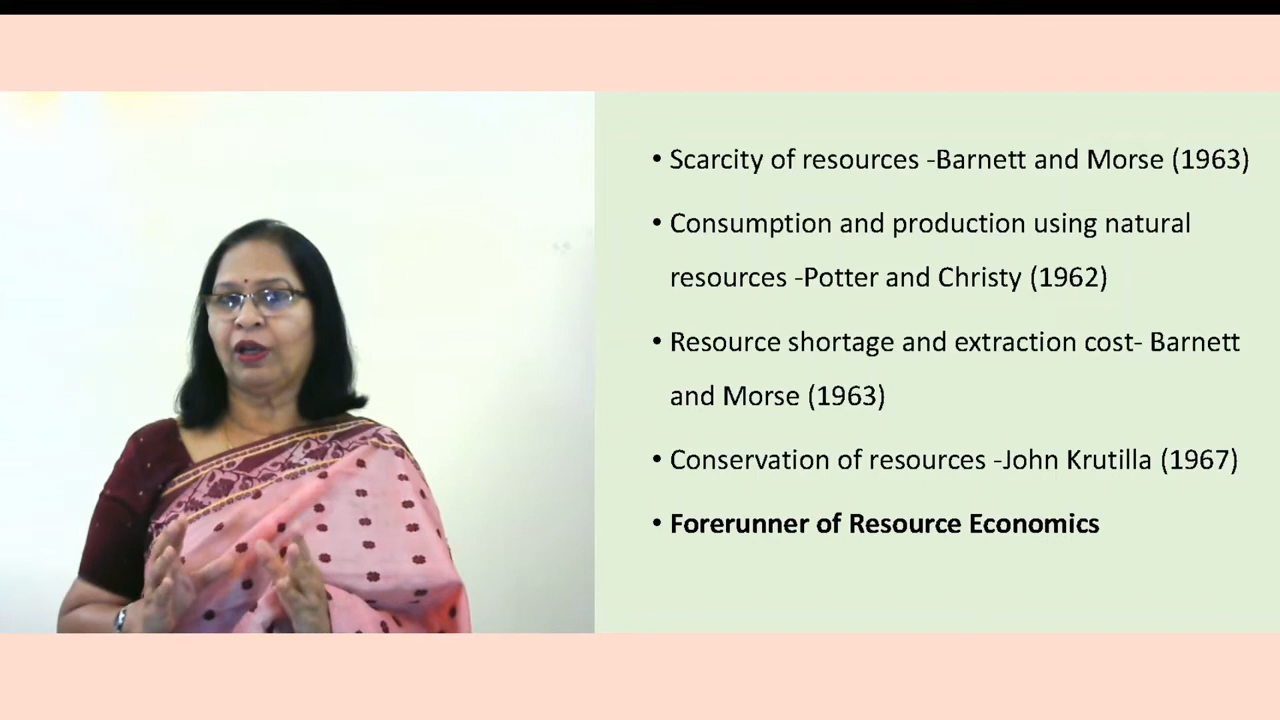 • Scarcity of resources -Barnett and Morse (1963)
• Consumption and production using natural
resources -Potter and Christy (1962)
• Resource shortage and extraction cost- Barnett
and Morse (1963)
• Conservation of resources -John Krutilla (1967)
• Forerunner of Resource Economics